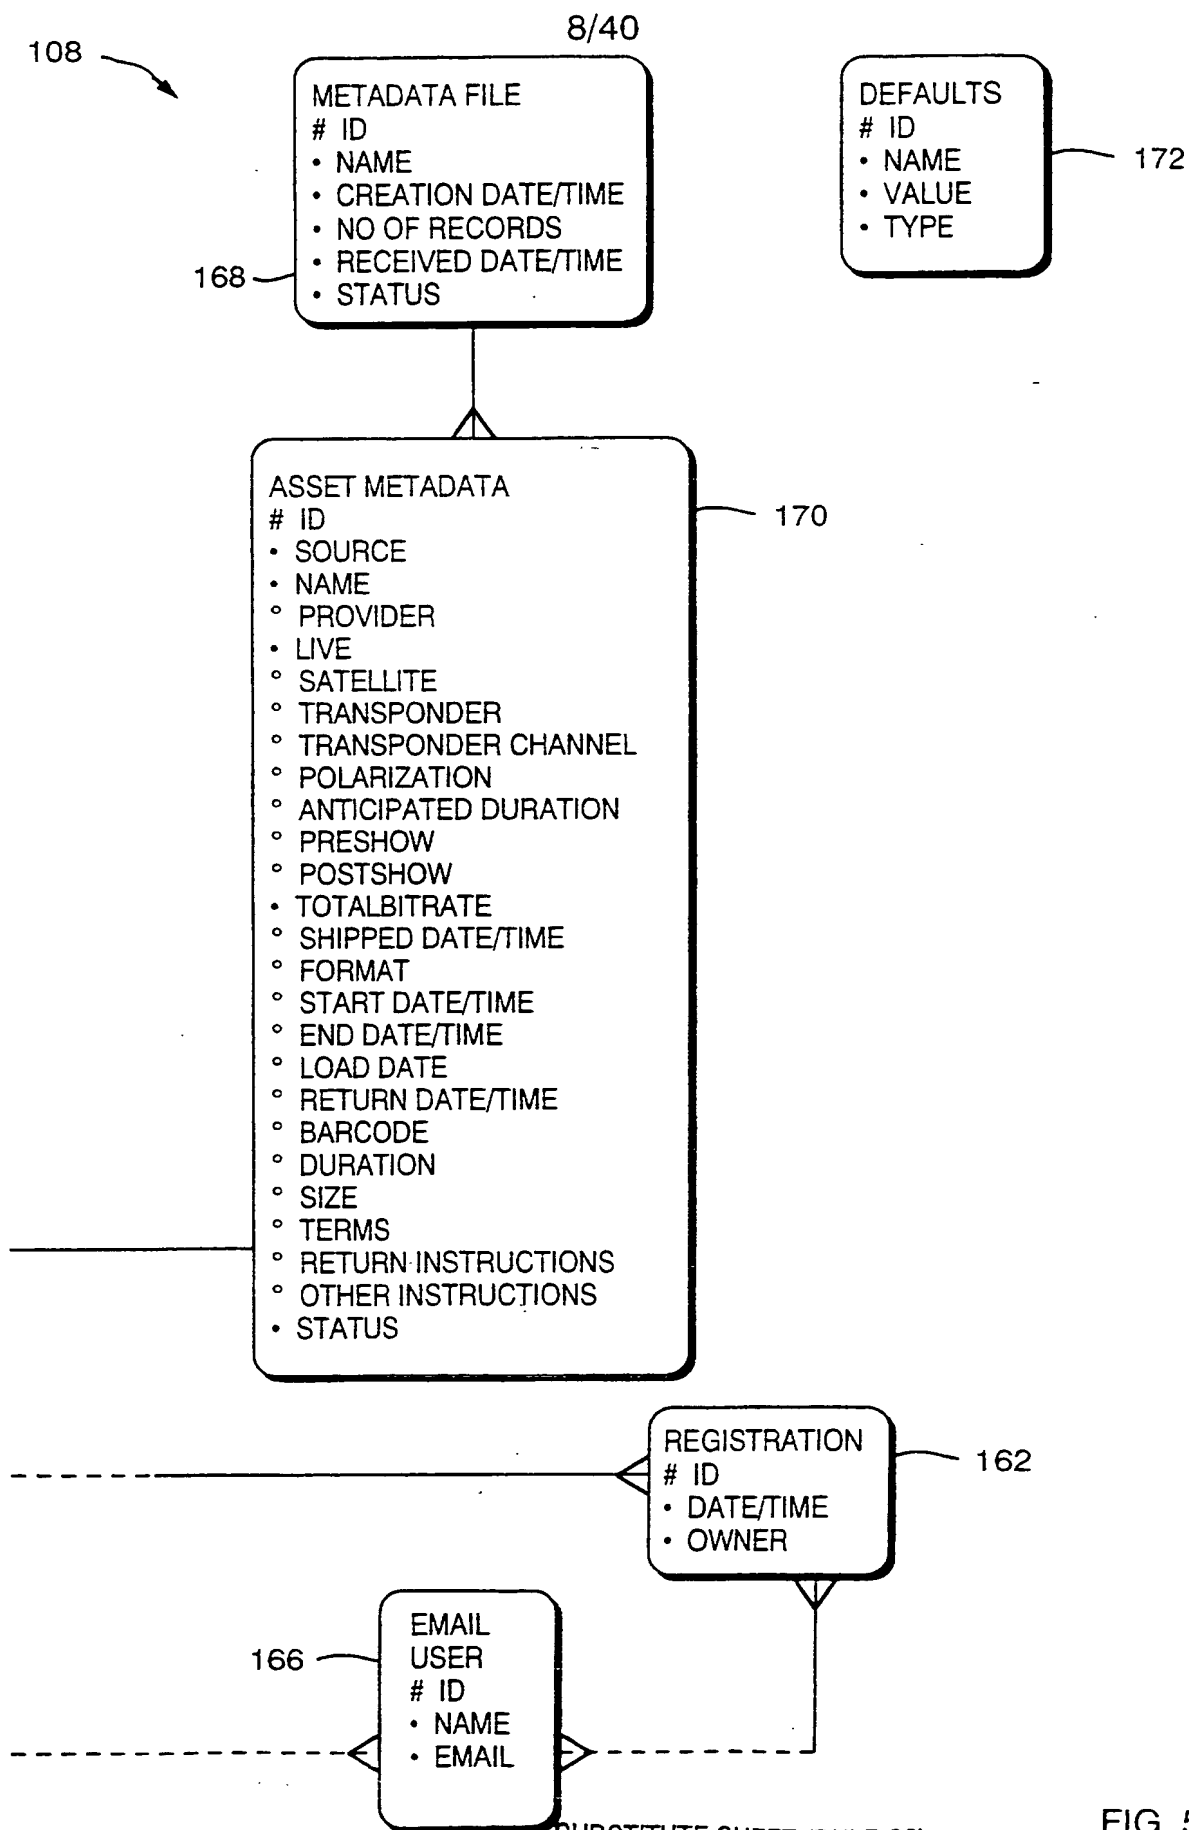 8/40
108
METADATA FILE
# ID
• NAME
• CREATION DATE/TIME
• NO OF RECORDS
• RECEIVED DATE/TIME
• STATUS
168
DEFAULTS
# ID
• NAME
• VALUE
• TYPE
172
ASSET METADATA
# ID
• SOURCE
• NAME
° PROVIDER
• LIVE
° SATELLITE
° TRANSPONDER
° TRANSPONDER CHANNEL
° POLARIZATION
° ANTICIPATED DURATION
° PRESHOW
° POSTSHOW
• TOTALBITRATE
° SHIPPED DATE/TIME
° FORMAT
° START DATE/TIME
° END DATE/TIME
° LOAD DATE
° RETURN DATE/TIME
° BARCODE
° DURATION
° SIZE
° TERMS
° RETURN INSTRUCTIONS
° OTHER INSTRUCTIONS
• STATUS
170
REGISTRATION
# ID
• DATE/TIME
• OWNER
162
EMAIL
USER
# ID
• NAME
• EMAIL
166
FIG. 5